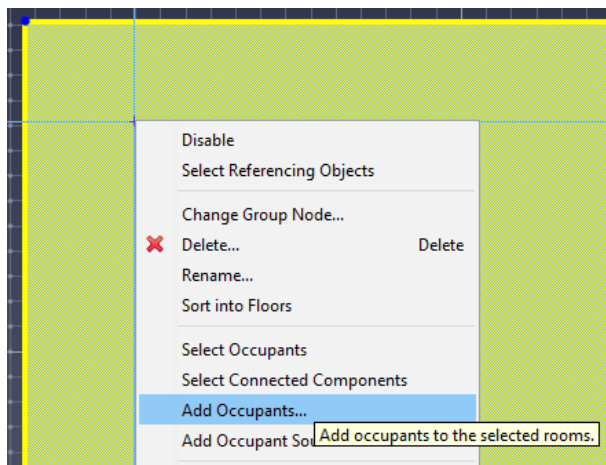 Disable
Select Referencing Objects
Change Group Node...
Delete... Delete
Rename...
Sort into Floors
Select Occupants
Select Connected Components
Add Occupants...
Add occupants to the selected rooms.
Add Occupant